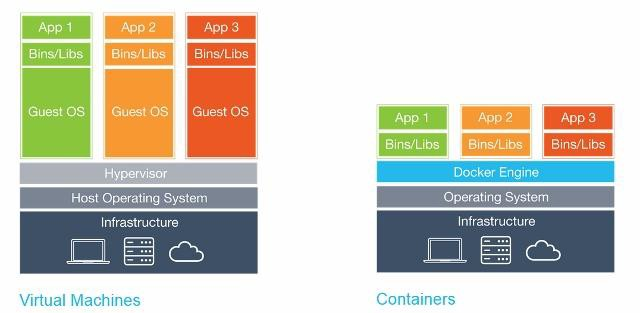 App 1
App 2
App 3
Bins/Libs
Bins/Libs
Bins/Libs
Guest OS
Guest OS
Guest OS
Hypervisor
Host Operating System
Infrastructure
Virtual Machines
App 1
App 2
App 3
Bins/Libs
Bins/Libs
Bins/Libs
Docker Engine
Operating System
Infrastructure
Containers